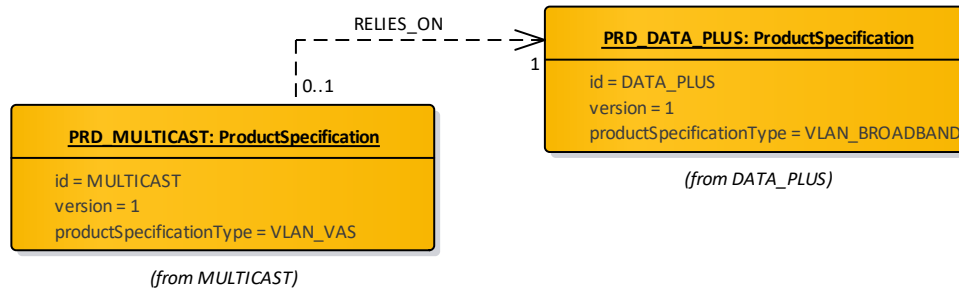 RELIES_ON
PRD_DATA_PLUS: ProductSpecification
1
id = DATA_PLUS
version = 1
productSpecificationType = VLAN_BROADBAND
(from DATA_PLUS)
0..1
PRD_MULTICAST: ProductSpecification
id = MULTICAST
version = 1
productSpecificationType = VLAN_VAS
(from MULTICAST)